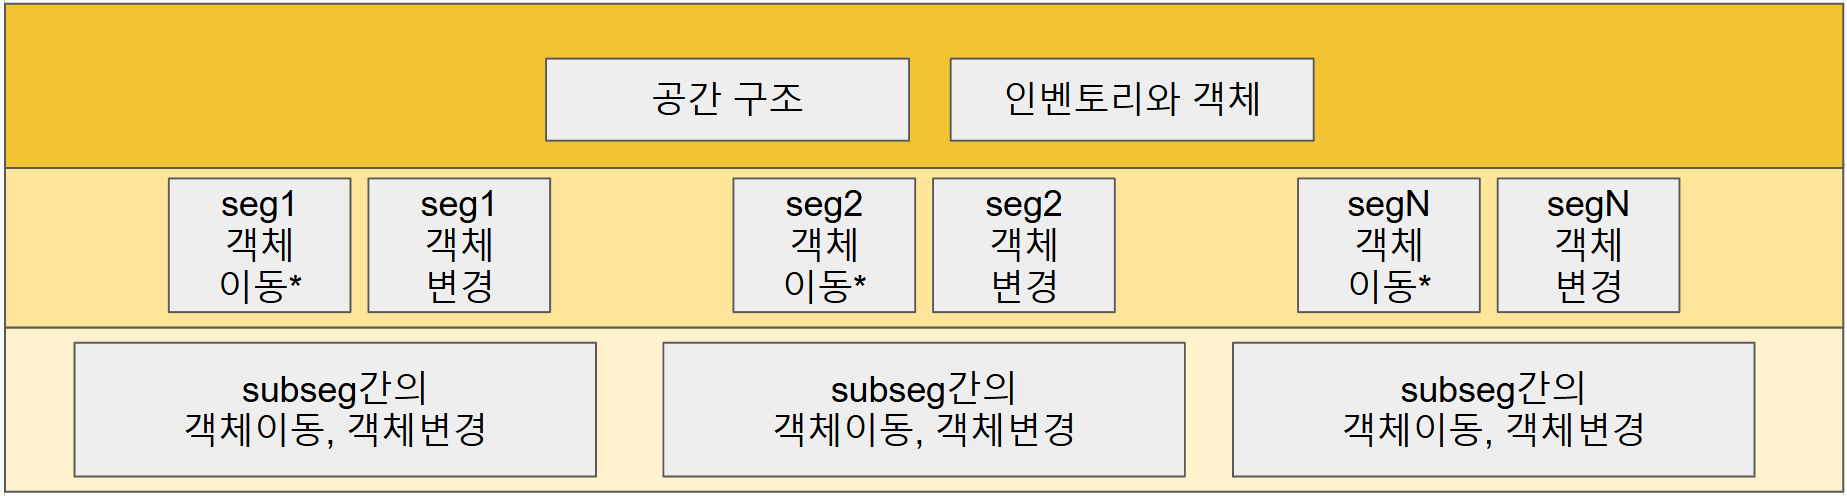 공간 구조
인벤토리와 객체
seg1
객체
이동*
seg1
객체
변경
seg2
객체
이동*
seg2
객체
변경
segN
객체
이동*
segN
객체
변경
subseg간의
객체이동, 객체변경
subseg간의
객체이동, 객체변경
subseg간의
객체이동, 객체변경